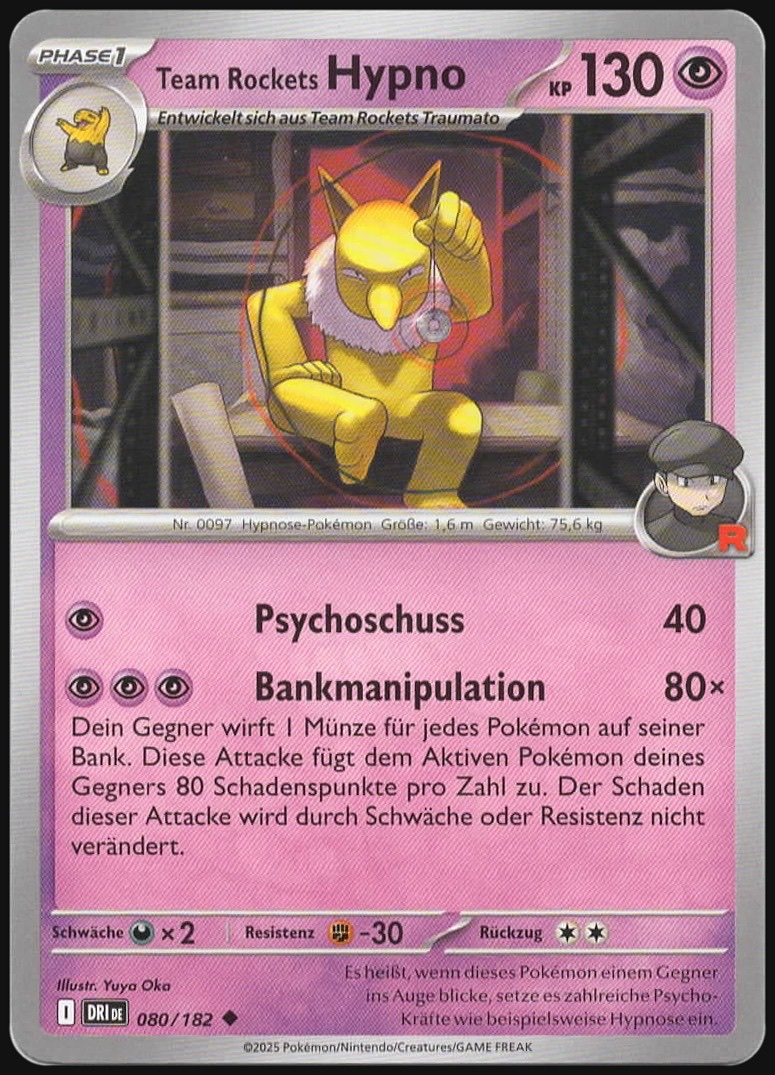 PHASE 1
Team Rockets Hypno
KP 130
Entwickelt sich aus Team Rockets Traumato
Nr. 0097 Hypnose-Pokémon Größe: 1,6 m Gewicht: 75,6 kg
R
Psychoschuss 40
Bankmanipulation 80×
Dein Gegner wirft 1 Münze für jedes Pokémon auf seiner
Bank. Diese Attacke fügt dem Aktiven Pokémon deines
Gegners 80 Schadenspunkte pro Zahl zu. Der Schaden
dieser Attacke wird durch Schwäche oder Resistenz nicht
verändert.
Schwäche ×2 Resistenz -30 Rückzug
Illustr. Yuya Oka
I DRI DE 080/182
Es heißt, wenn dieses Pokémon einem Gegner
ins Auge blicke, setze es zahlreiche Psycho-
Kräfte wie beispielsweise Hypnose ein.
©2025 Pokémon/Nintendo/Creatures/GAME FREAK